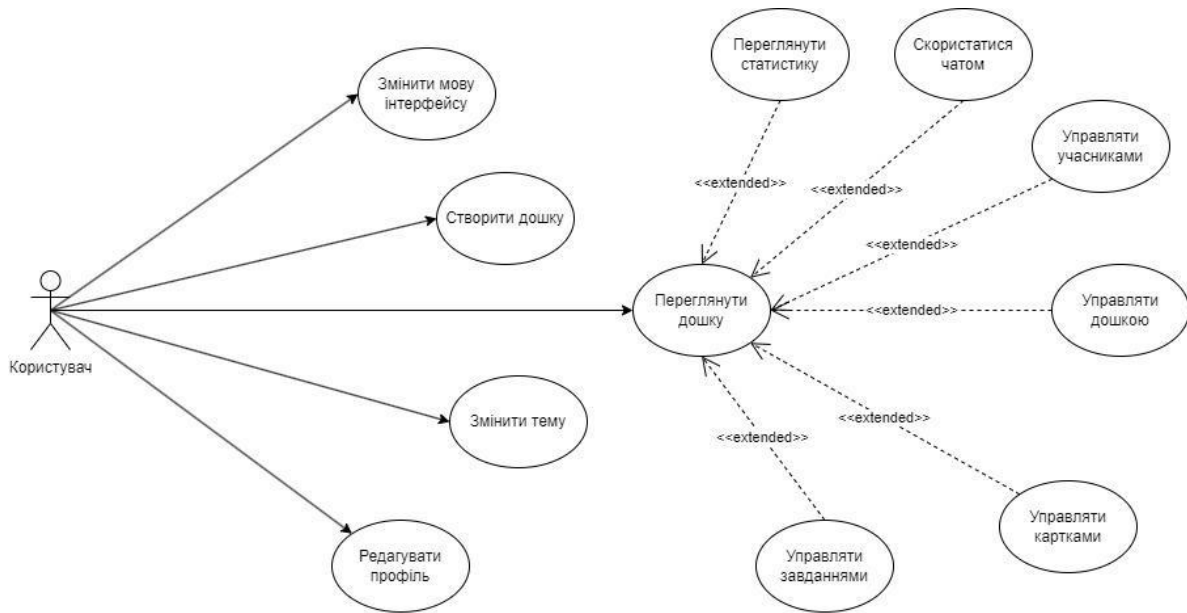 Переглянути
статистику
Скористатися
чатом
Змінити мову
інтерфейсу
Управляти
учасниками
<<extended>>
<<extended>>
Створити дошку
<<extended>>
Переглянути
дошку
<<extended>>
Управляти
дошкою
Користувач
Змінити тему
<<extended>>
<<extended>>
Управляти
картками
Редагувати
профіль
Управляти
завданнями